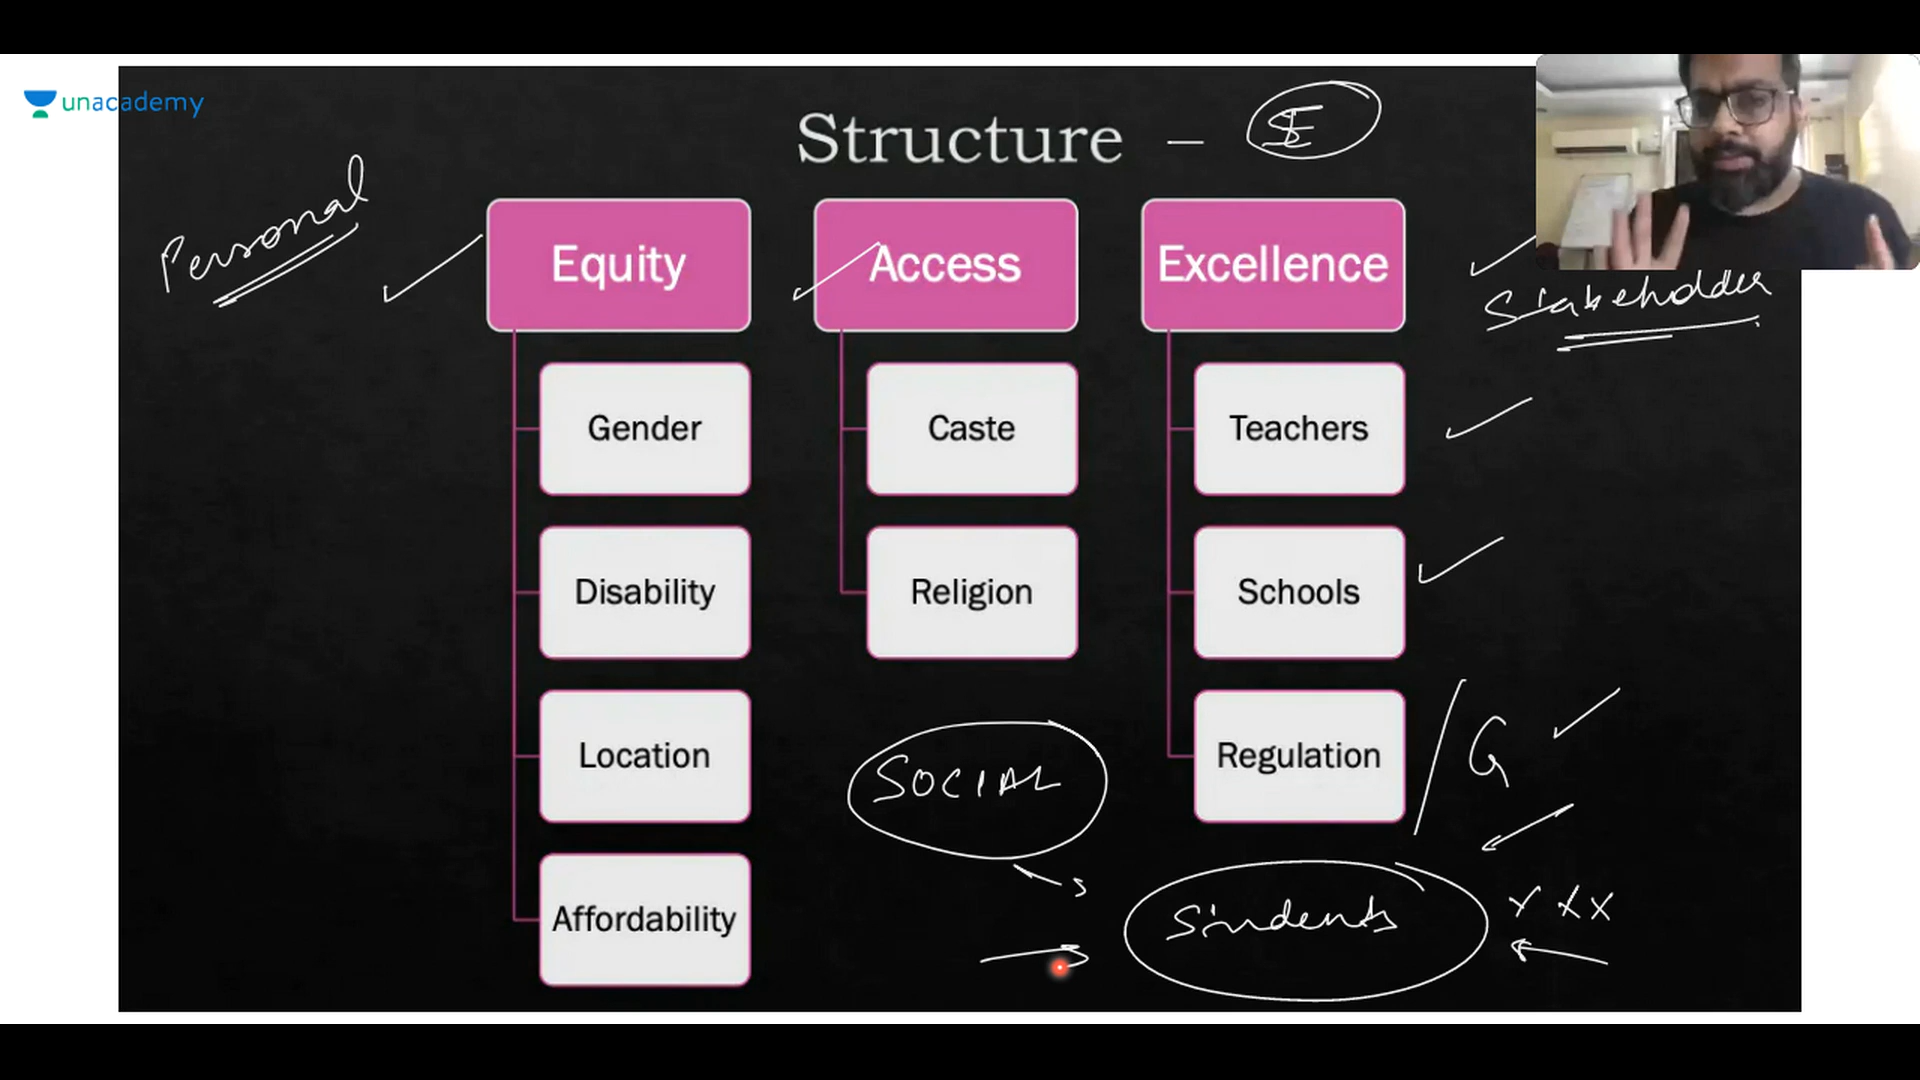 unacademy
Structure –
Personal
Equity
Access
Excellence
Stakeholder
Gender
Caste
Teachers
Disability
Religion
Schools
Location
SOCIAL
Regulation
G
Affordability
Students
x x x